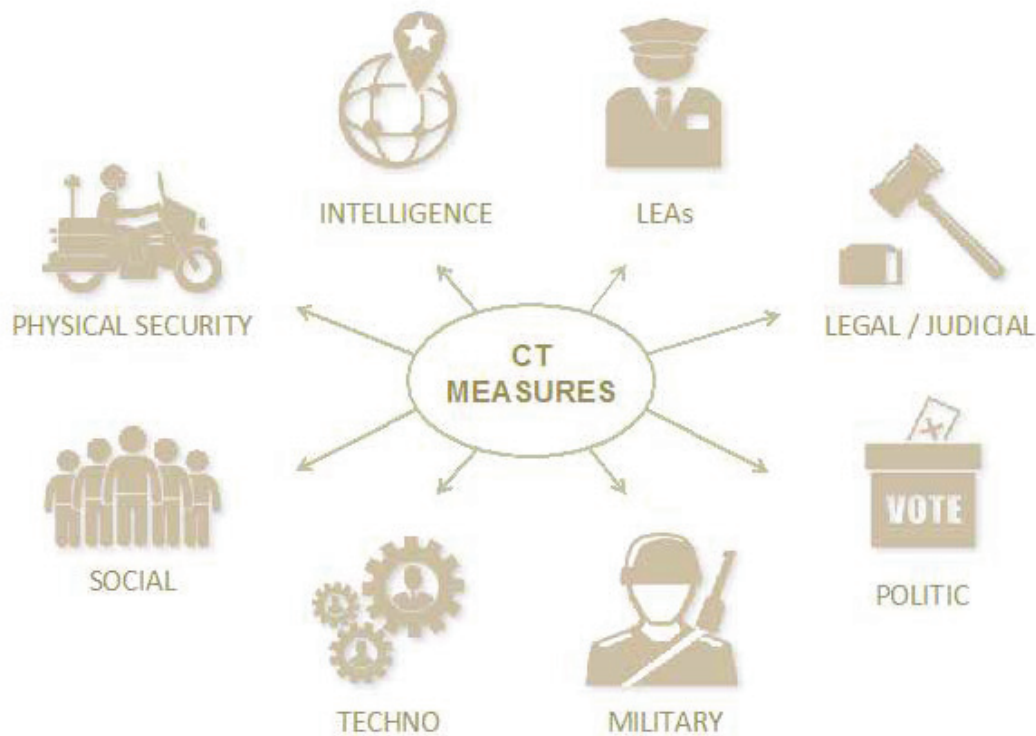 INTELLIGENCE
LEAs
PHYSICAL SECURITY
LEGAL / JUDICIAL
CT
MEASURES
SOCIAL
VOTE
POLITIC
TECHNO
MILITARY